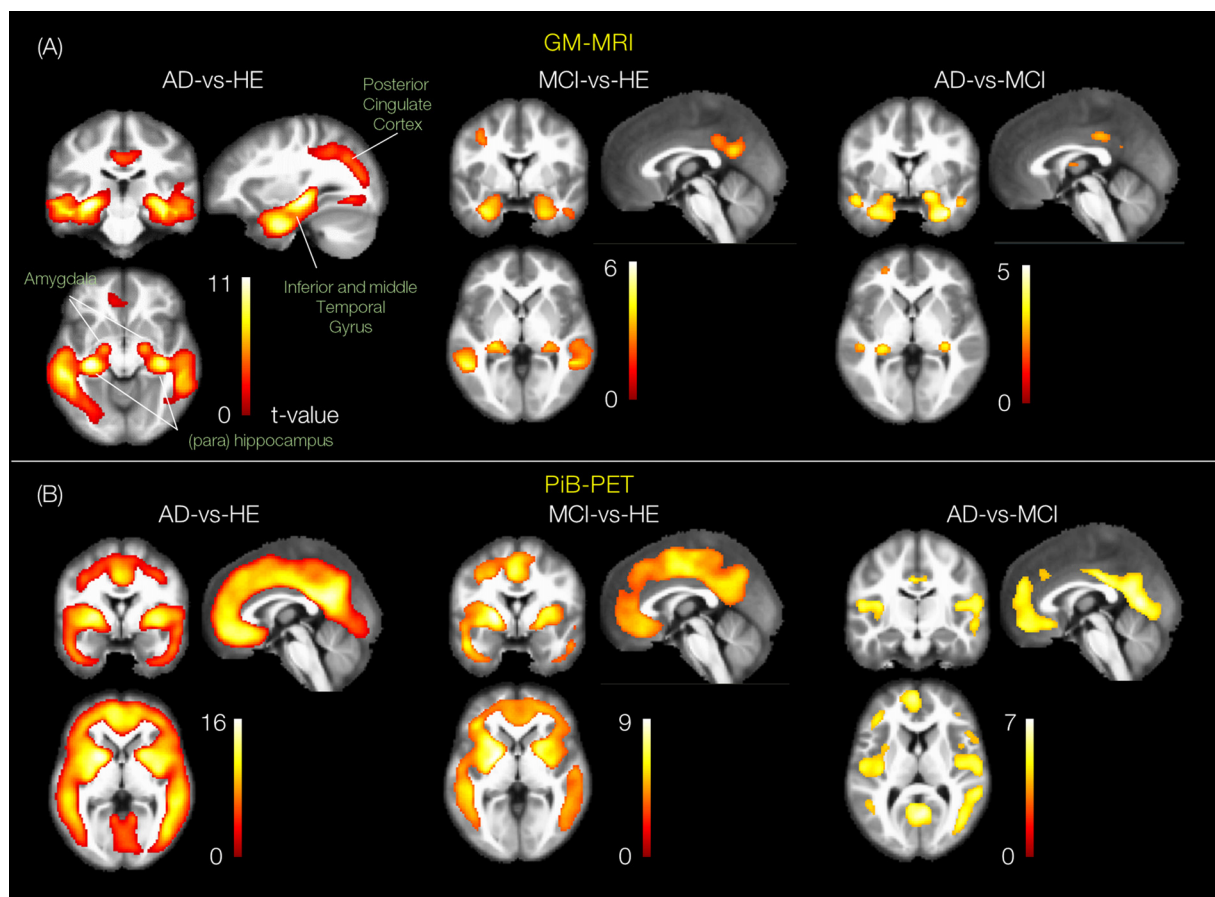 (A)
GM-MRI
AD-vs-HE
MCI-vs-HE
AD-vs-MCI
Posterior
Cingulate
Cortex
Amygdala
11
Inferior and middle
Temporal
Gyrus
0
t-value
(para) hippocampus
6
0
5
0
(B)
PiB-PET
AD-vs-HE
MCI-vs-HE
AD-vs-MCI
16
0
9
0
7
0